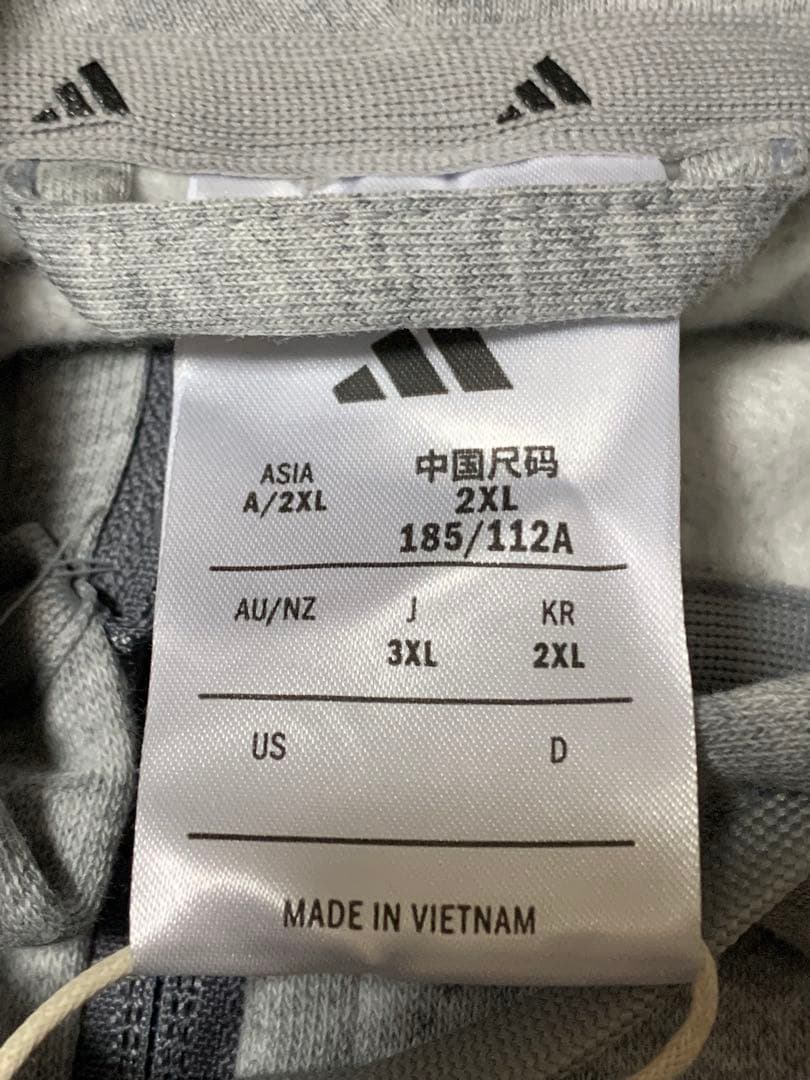 ASIA
A/2XL
中国尺码
2XL
185/112A
AU/NZ
J
3XL
KR
2XL
US
D
MADE IN VIETNAM